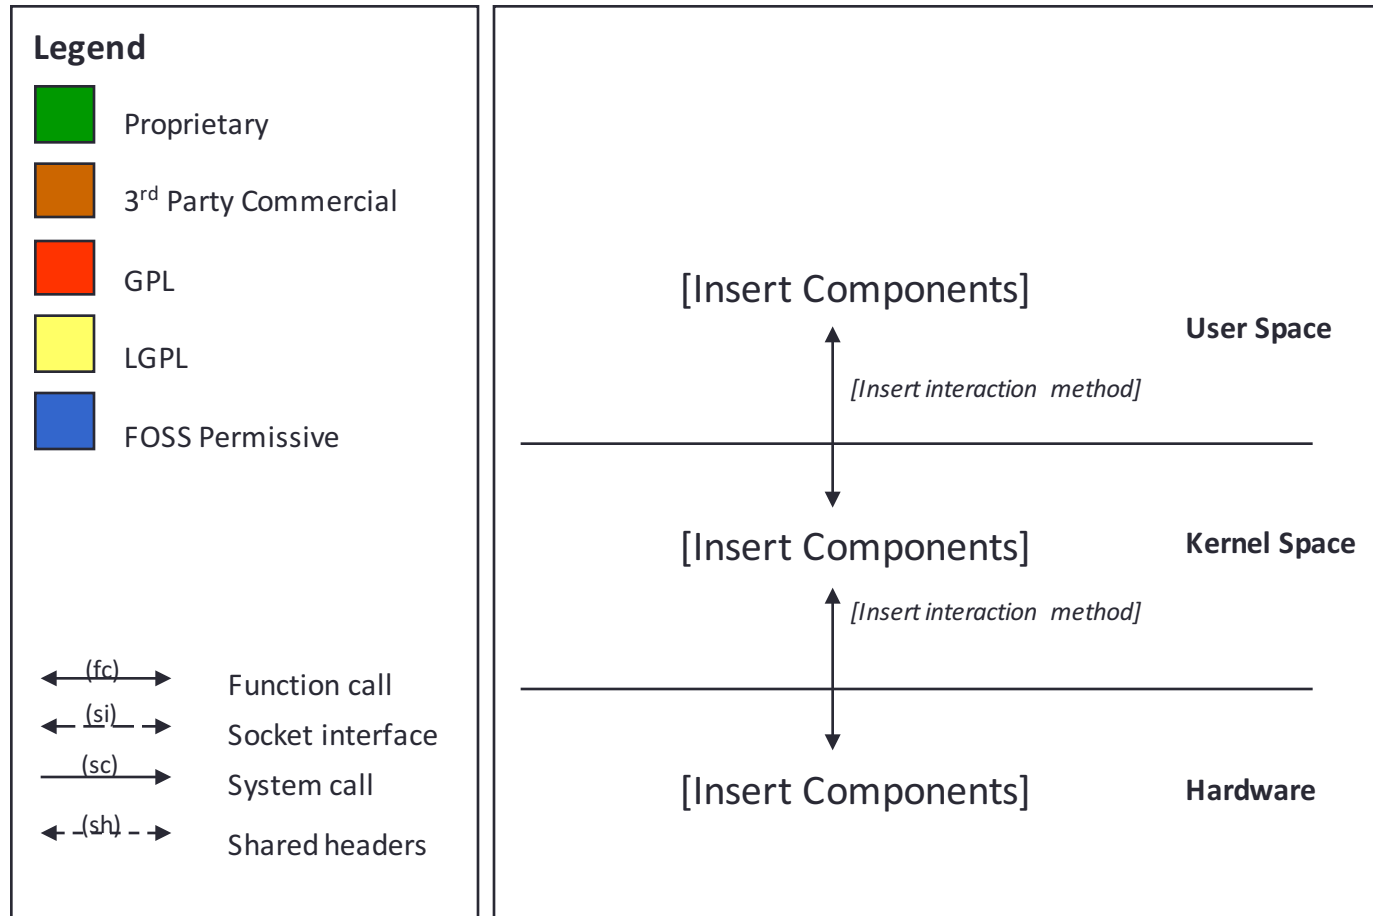 Legend
Proprietary
3rd Party Commercial
GPL
LGPL
FOSS Permissive
(fc)
Function call
(si)
Socket interface
(sc)
System call
(sh)
Shared headers
[Insert Components]
User Space
[Insert interaction method]
[Insert Components]
Kernel Space
[Insert interaction method]
[Insert Components]
Hardware